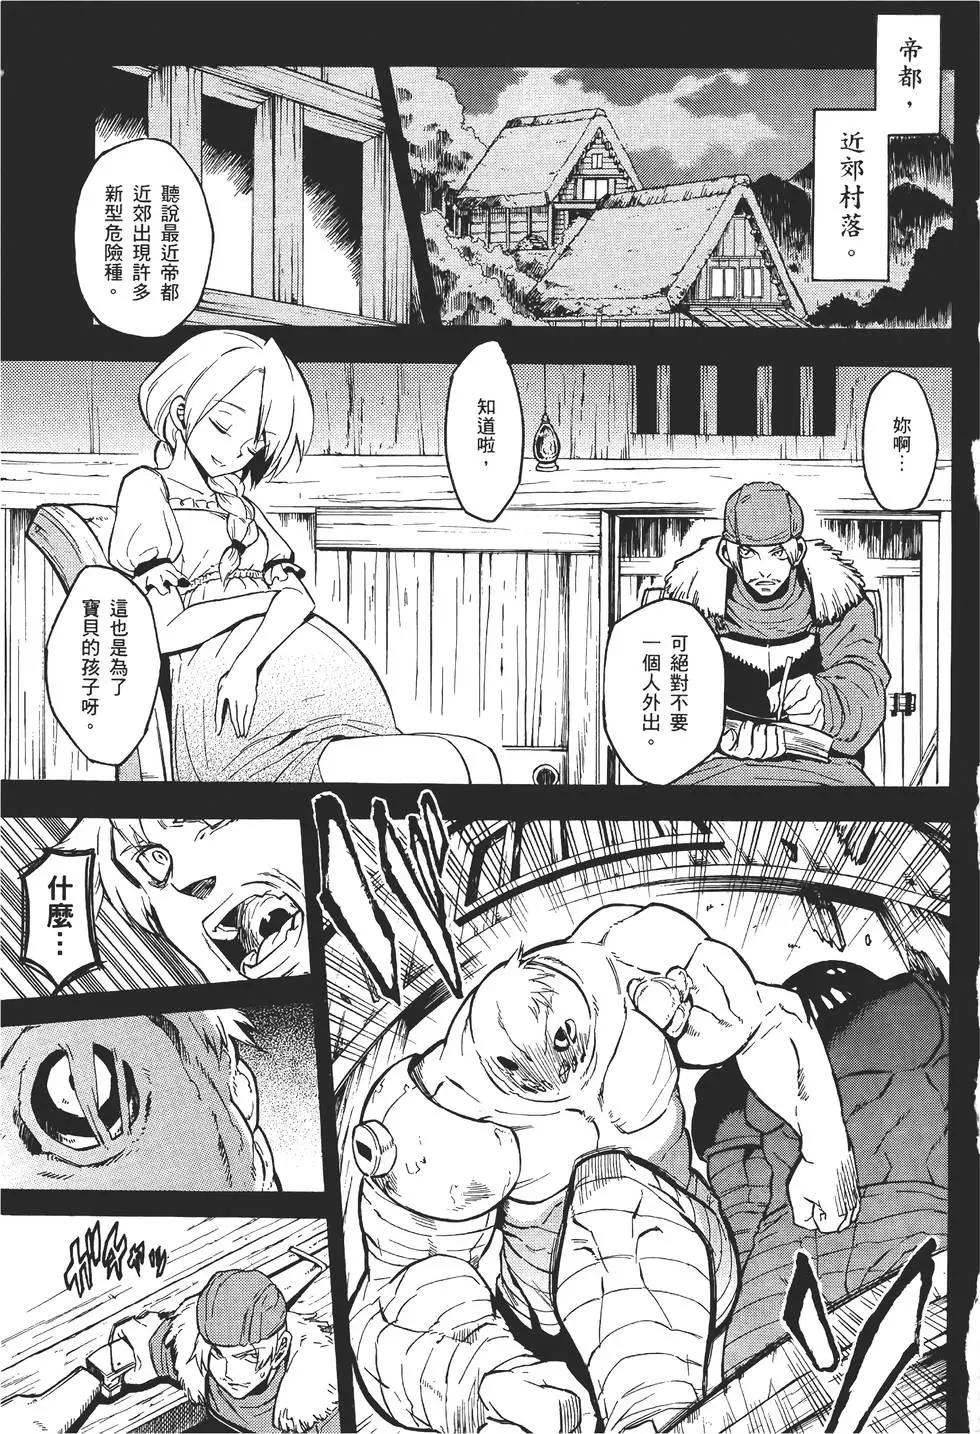 帝都，
近郊村落。
聽說最近帝都
近郊出現許多
新型危險種。
妳啊…
可絕對不要
一個人外出。
知道啦，
這也是為了
寶貝的孩子呀。
什麼…